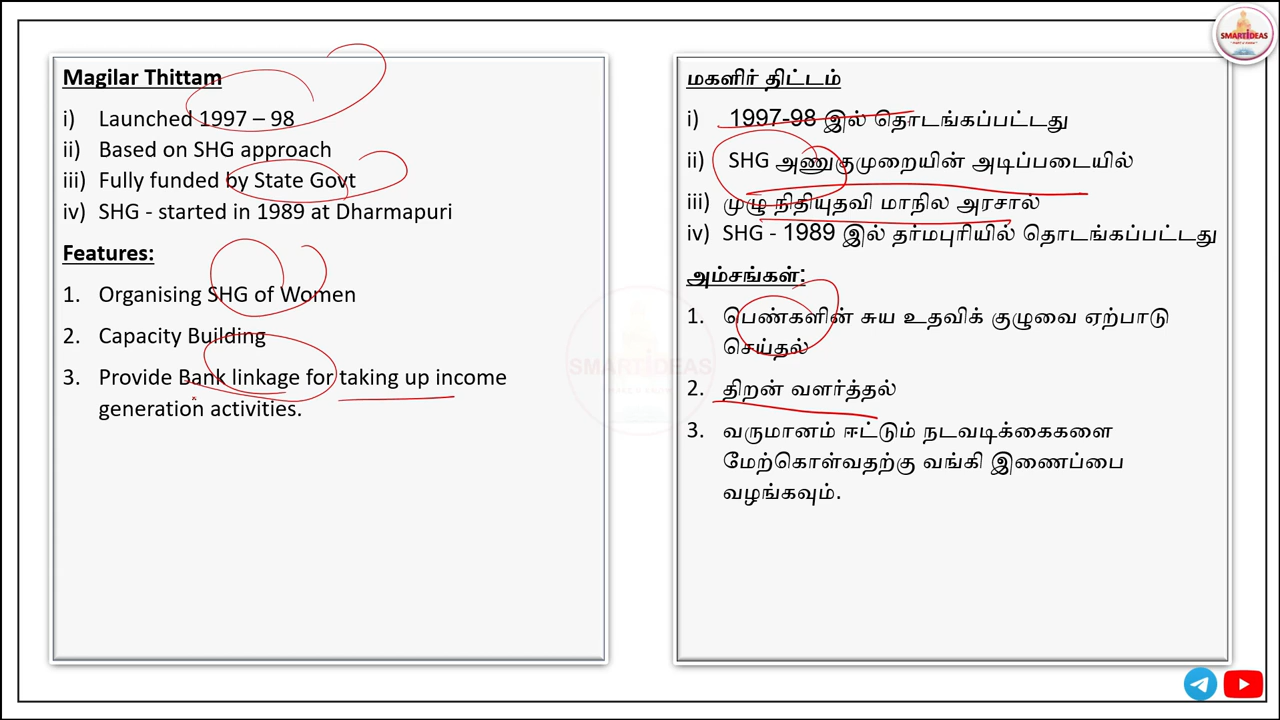 SMARTIDEAS
Magilar Thittam
i) Launched 1997 – 98
ii) Based on SHG approach
iii) Fully funded by State Govt
iv) SHG - started in 1989 at Dharmapuri
Features:
1. Organising SHG of Women
2. Capacity Building
3. Provide Bank linkage for taking up income
generation activities.
மகளிர் திட்டம்
i) 1997-98 இல் தொடங்கப்பட்டது
ii) SHG அணுகுமுறையின் அடிப்படையில்
iii) முழு நிதியுதவி மாநில அரசால்
iv) SHG - 1989 இல் தர்மபுரியில் தொடங்கப்பட்டது
அம்சங்கள்:
1. பெண்களின் சுய உதவிக் குழுவை ஏற்பாடு
செய்தல்
2. திறன் வளர்த்தல்
3. வருமானம் ஈட்டும் நடவடிக்கைகளை
மேற்கொள்வதற்கு வங்கி இணைப்பை
வழங்கவும்.
SMARTIDEAS